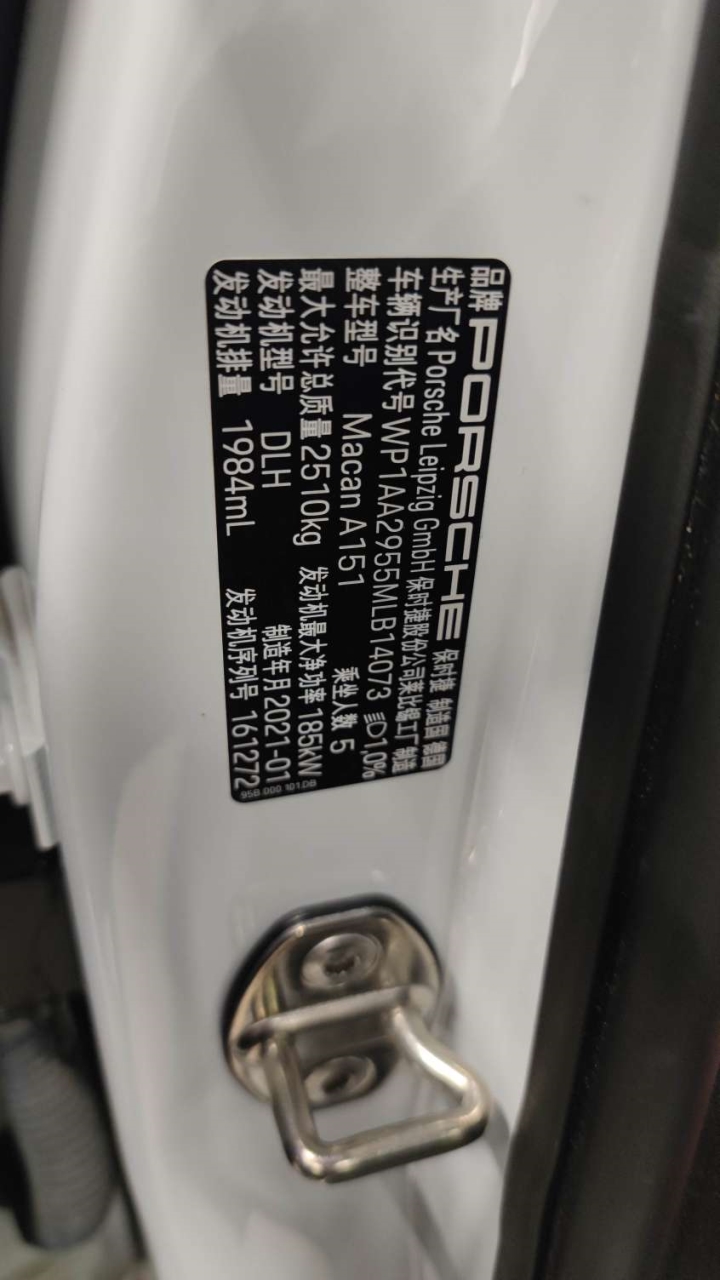 品牌 PORSCHE 保时捷 制造国 德国
生产厂名 Porsche Leipzig GmbH 保时捷股份公司莱比锡工厂 制造
车辆识别代号 WP1AA2955MLB14073 1,0%
整车型号 Macan A151 乘坐人数 5
最大允许总质量 2510kg 发动机最大净功率 185kW
发动机型号 DLH 制造年月 2021-01
发动机排量 1984mL 发动机序列号 161272
95B.000 101.DB